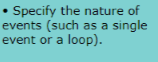 • Specify the nature of
events (such as a single
event or a loop).